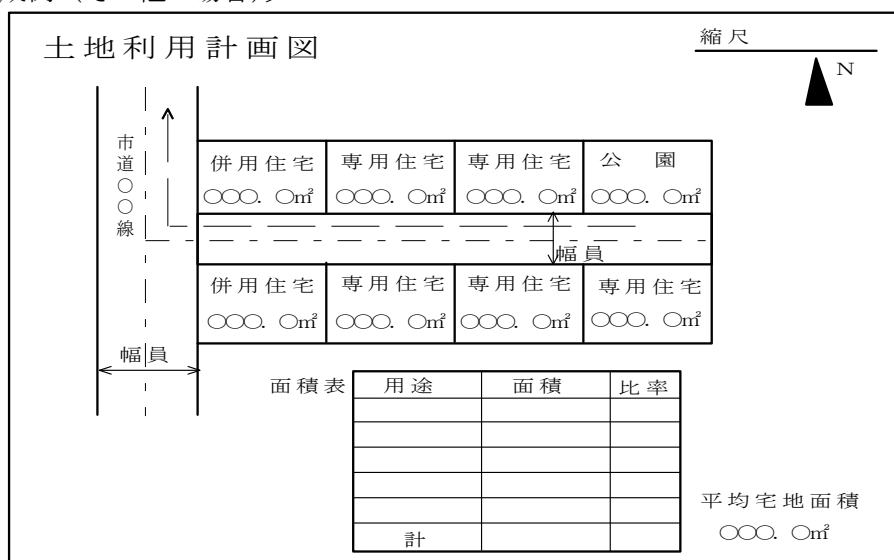 土地利用計画図
縮尺
N
市道○○線
併用住宅 専用住宅 専用住宅 公園
○○○.○㎡ ○○○.○㎡ ○○○.○㎡ ○○○.○㎡
幅員
併用住宅 専用住宅 専用住宅 専用住宅
○○○.○㎡ ○○○.○㎡ ○○○.○㎡ ○○○.○㎡
幅員
面積表 用途 面積 比率
計
平均宅地面積
○○○.○㎡